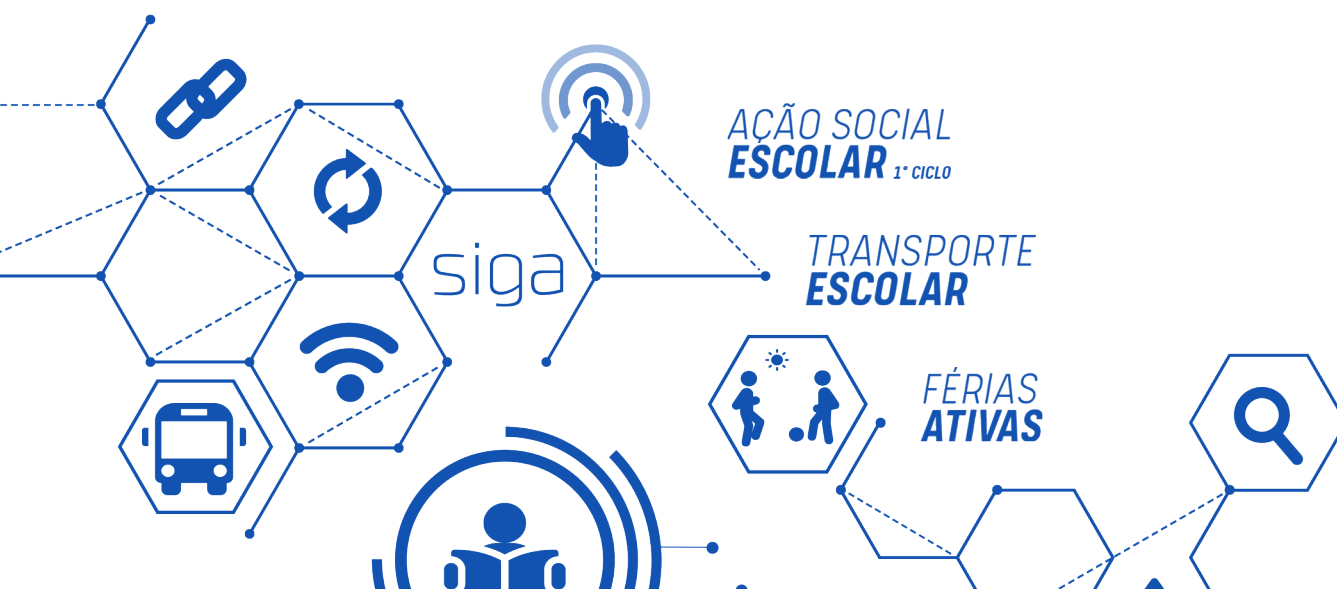 AÇÃO SOCIAL
ESCOLAR 1º CICLO
siga
TRANSPORTE
ESCOLAR
FÉRIAS
ATIVAS